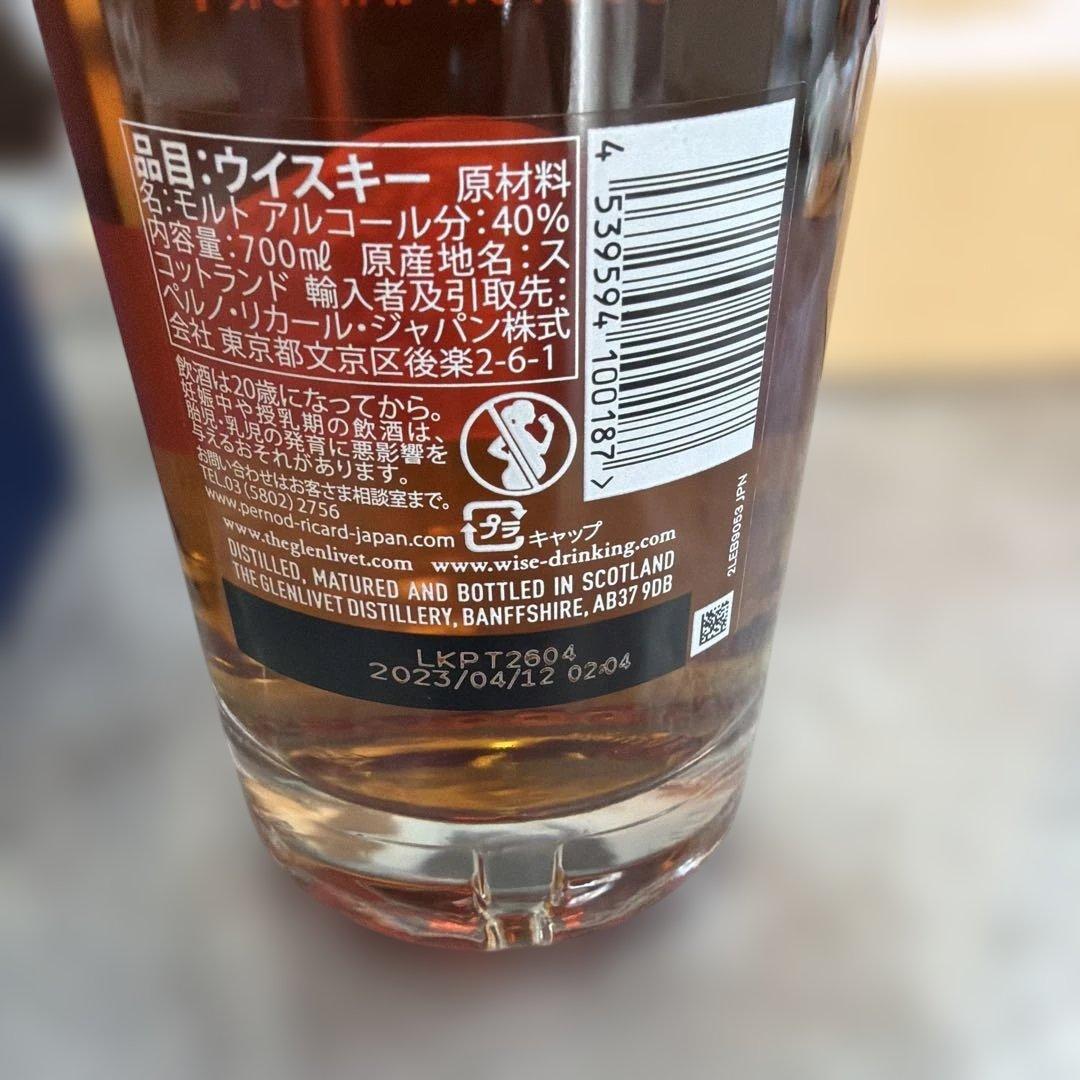 品目:ウイスキー 原材料
名:モルト アルコール分:40%
内容量:700㎖ 原産地名:ス
コットランド 輸入者及引取先:
ペルノ・リカール・ジャパン株式
会社 東京都文京区後楽2-6-1
飲酒は20歳になってから。
妊娠中や授乳期の飲酒は、
胎児・乳児の発育に悪影響を
与えるおそれがあります。
お問い合わせはお客さま相談室まで。
TEL.03(5802)2756
www.pernod-ricard-japan.com
プラ キャップ
www.theglenlivet.com www.wise-drinking.com
DISTILLED, MATURED AND BOTTLED IN SCOTLAND
THE GLENLIVET DISTILLERY, BANFFSHIRE, AB37 9DB
LKPT2604
2023/04/12 02:04
4 539594 100187 >
2LEB9053 JPN